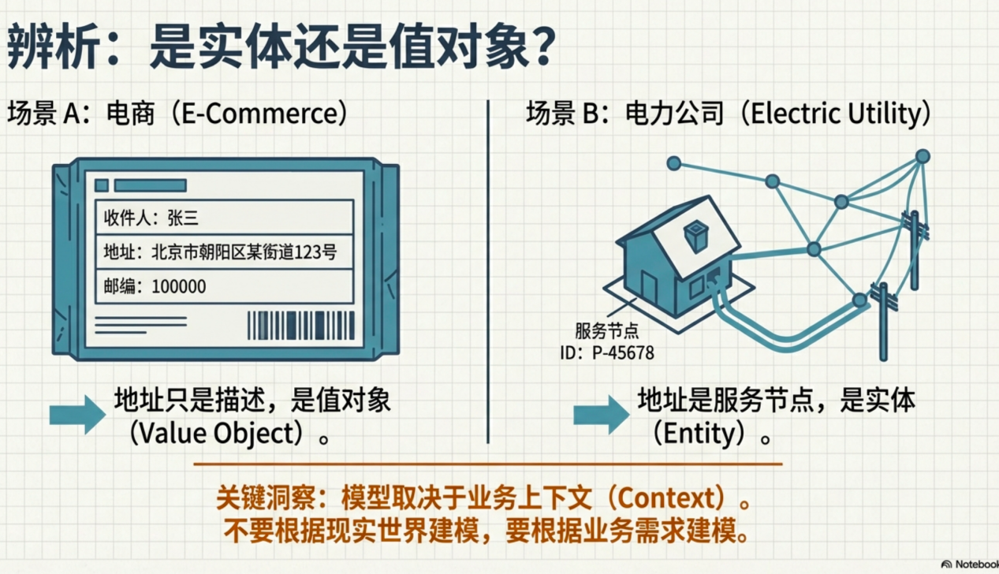 辨析：是实体还是值对象？
场景 A：电商（E-Commerce）
收件人：张三
地址：北京市朝阳区某街道123号
邮编：100000
地址只是描述，是值对象
（Value Object）。
场景 B：电力公司（Electric Utility）
服务节点
ID：P-45678
地址是服务节点，是实体
（Entity）。
关键洞察：模型取决于业务上下文（Context）。
不要根据现实世界建模，要根据业务需求建模。
Notebook